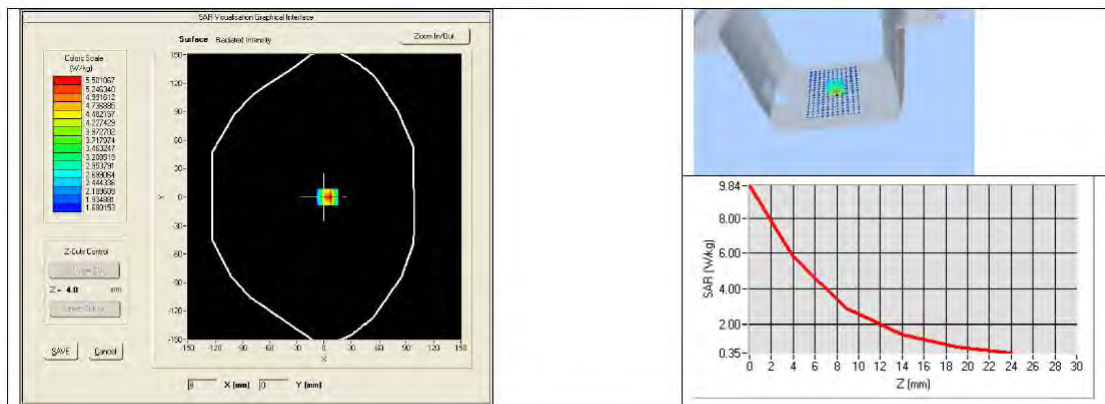 SAR Visualisation Graphical Interface
Surface Radiated Intensity
Zoom In/Out
Colors Scale
(W/kg)
5.501067
5.246340
4.991612
4.736885
4.482157
4.227429
3.972702
3.717974
3.463247
3.208519
2.953791
2.699064
2.444336
2.189609
1.934881
1.680153
150
120
90
60
30
0
-30
-60
-90
-120
-150
Y
-150 -120 -90 -60 -30 0 30 60 90 120 150
X
Z-Cuts Control
Z = 4.0 mm
SAVE Cancel
8 X (mm) 0 Y (mm)
9.84
8.00
6.00
4.00
2.00
0.35
SAR (W/kg)
0 2 4 6 8 10 12 14 16 18 20 22 24 26 28 30
Z (mm)